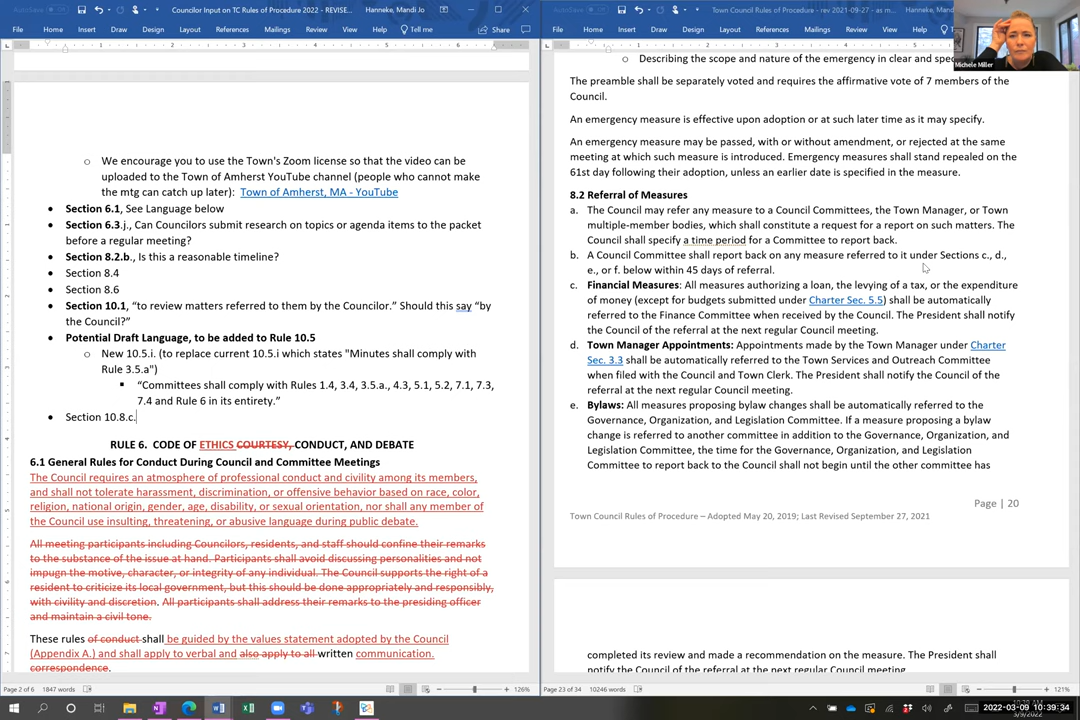 AutoSave Off
Councilor Input on TC Rules of Procedure 2022 - REVISE...
Hanneke, Mandi Jo
File Home Insert Draw Design Layout References Mailings Review View Help Tell me Share
We encourage you to use the Town's Zoom license so that the video can be
uploaded to the Town of Amherst YouTube channel (people who cannot make
the mtg can catch up later): Town of Amherst, MA - YouTube
Section 6.1, See Language below
Section 6.3.j., Can Councilors submit research on topics or agenda items to the packet
before a regular meeting?
Section 8.2.b., Is this a reasonable timeline?
Section 8.4
Section 8.6
Section 10.1, “to review matters referred to them by the Councilor.” Should this say “by
the Council?”
Potential Draft Language, to be added to Rule 10.5
New 10.5.i. (to replace current 10.5.i which states "Minutes shall comply with
Rule 3.5.a")
“Committees shall comply with Rules 1.4, 3.4, 3.5.a., 4.3, 5.1, 5.2, 7.1, 7.3,
7.4 and Rule 6 in its entirety.”
Section 10.8.c.
RULE 6. CODE OF ETHICS COURTESY, CONDUCT, AND DEBATE
6.1 General Rules for Conduct During Council and Committee Meetings
The Council requires an atmosphere of professional conduct and civility among its members,
and shall not tolerate harassment, discrimination, or offensive behavior based on race, color,
religion, national origin, gender, age, disability, or sexual orientation, nor shall any member of
the Council use insulting, threatening, or abusive language during public debate.
All meeting participants including Councilors, residents, and staff should confine their remarks
to the substance of the issue at hand. Participants shall avoid discussing personalities and not
impugn the motive, character, or integrity of any individual. The Council supports the right of a
resident to criticize its local government, but this should be done appropriately and responsibly,
with civility and discretion. All participants shall address their remarks to the presiding officer
and maintain a civil tone.
These rules of conduct shall be guided by the values statement adopted by the Council
(Appendix A.) and shall apply to verbal and also apply to all written communication.
correspondence.
Page 2 of 6 1847 words 126%
AutoSave Off
Town Council Rules of Procedure - rev 2021-09-27 - as m...
Hanneke, M
File Home Insert Draw Design Layout References Mailings Review View Help
Michele Miller
Describing the scope and nature of the emergency in clear and spec
The preamble shall be separately voted and requires the affirmative vote of 7 members of the
Council.
An emergency measure is effective upon adoption or at such later time as it may specify.
An emergency measure may be passed, with or without amendment, or rejected at the same
meeting at which such measure is introduced. Emergency measures shall stand repealed on the
61st day following their adoption, unless an earlier date is specified in the measure.
8.2 Referral of Measures
a. The Council may refer any measure to a Council Committees, the Town Manager, or Town
multiple-member bodies, which shall constitute a request for a report on such matters. The
Council shall specify a time period for a Committee to report back.
b. A Council Committee shall report back on any measure referred to it under Sections c., d.,
e., or f. below within 45 days of referral.
c. Financial Measures: All measures authorizing a loan, the levying of a tax, or the expenditure
of money (except for budgets submitted under Charter Sec. 5.5) shall be automatically
referred to the Finance Committee when received by the Council. The President shall notify
the Council of the referral at the next regular Council meeting.
d. Town Manager Appointments: Appointments made by the Town Manager under Charter
Sec. 3.3 shall be automatically referred to the Town Services and Outreach Committee
when filed with the Council and Town Clerk. The President shall notify the Council of the
referral at the next regular Council meeting.
e. Bylaws: All measures proposing bylaw changes shall be automatically referred to the
Governance, Organization, and Legislation Committee. If a measure proposing a bylaw
change is referred to another committee in addition to the Governance, Organization, and
Legislation Committee, the time for the Governance, Organization, and Legislation
Committee to report back to the Council shall not begin until the other committee has
Page | 20
Town Council Rules of Procedure – Adopted May 20, 2019; Last Revised September 27, 2021
completed its review and made a recommendation on the measure. The President shall
notify the Council of the referral at the next regular Council meeting.
Page 23 of 34 10246 words 121%
2022-03-09 10:39:34